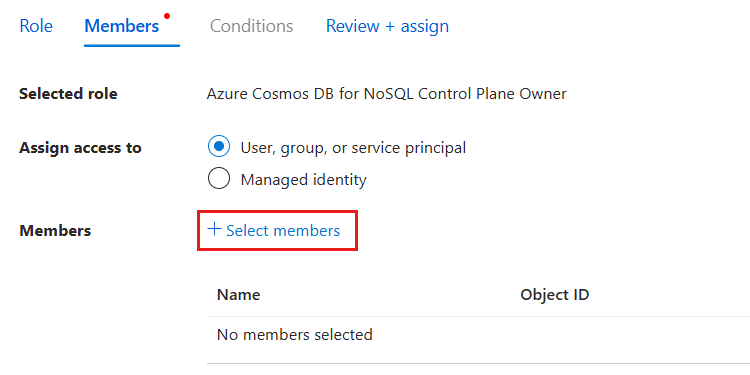 Role Members Conditions Review + assign
Selected role Azure Cosmos DB for NoSQL Control Plane Owner
Assign access to User, group, or service principal
Managed identity
Members + Select members
Name Object ID
No members selected